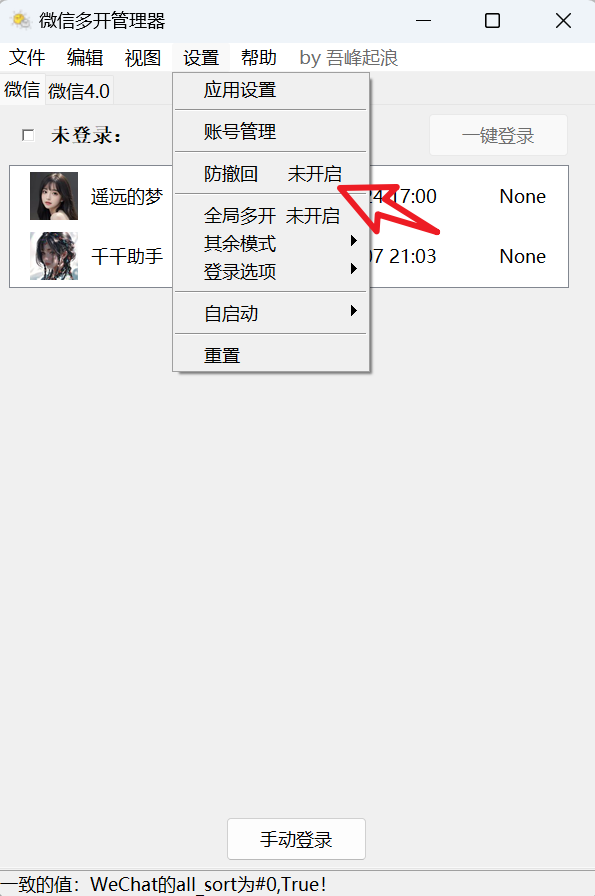 微信多开管理器
文件 编辑 视图 设置 帮助 by 吾峰起浪
微信 微信4.0
应用设置
未登录：
账号管理
一键登录
防撤回 未开启
遥远的梦 24 17:00 None
全局多开 未开启
其余模式
千千助手 07 21:03 None
登录选项
自启动
重置
手动登录
一致的值：WeChat的all_sort为#0,True！